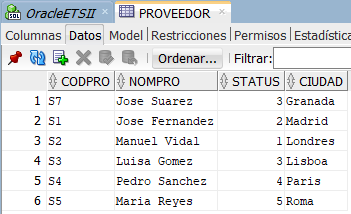 OracleETSII PROVEEDOR
Columnas Datos Model Restricciones Permisos Estadística
Ordenar... Filtrar:
CODPRO NOMPRO STATUS CIUDAD
1 S7 Jose Suarez 3 Granada
2 S1 Jose Fernandez 2 Madrid
3 S2 Manuel Vidal 1 Londres
4 S3 Luisa Gomez 3 Lisboa
5 S4 Pedro Sanchez 4 Paris
6 S5 Maria Reyes 5 Roma